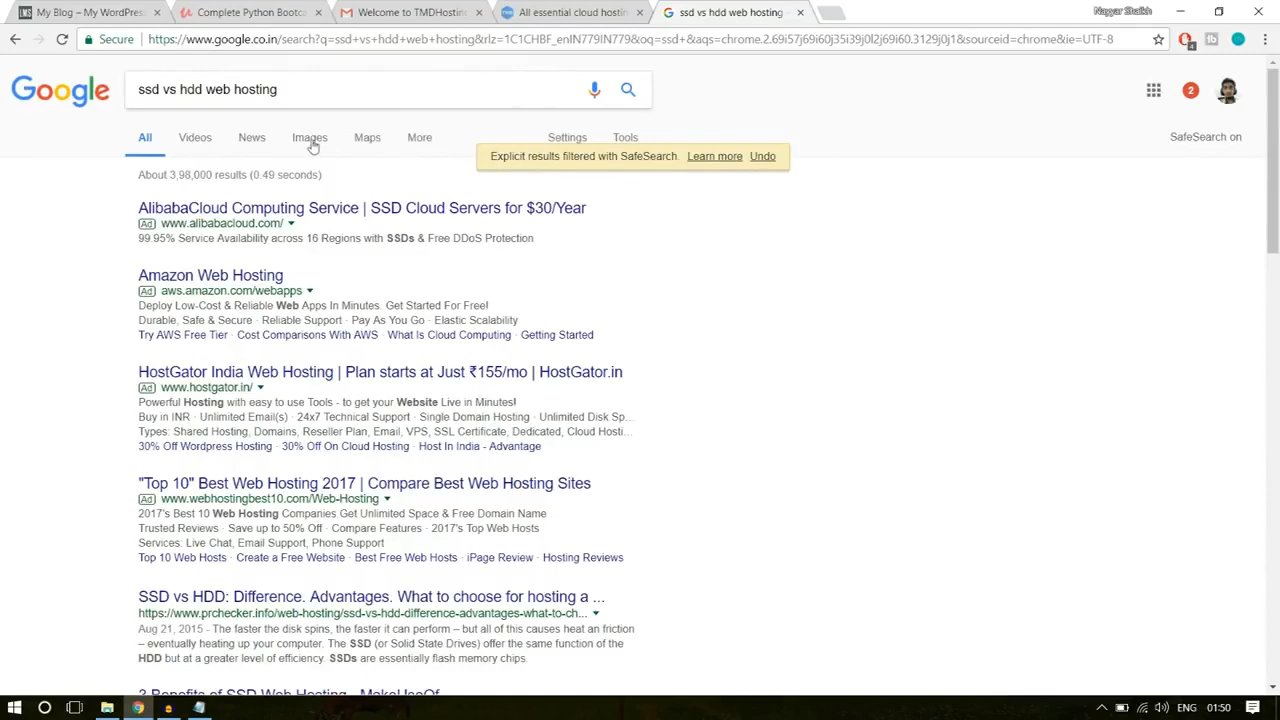 My Blog – My WordPress
Complete Python Bootca
Welcome to TMDHosting
All essential cloud hostin
ssd vs hdd web hosting
Nayyar Shaikh
Secure
https://www.google.co.in/search?q=ssd+vs+hdd+web+hosting&rlz=1C1CHBF_enIN779IN779&oq=ssd+&aqs=chrome.2.69i57j69i60j35i39j0l2j69i60.3129j0j1&sourceid=chrome&ie=UTF-8
4
Google
ssd vs hdd web hosting
2
All
Videos
News
Images
Maps
More
Settings
Tools
SafeSearch on
Explicit results filtered with SafeSearch. Learn more Undo
About 3,98,000 results (0.49 seconds)
AlibabaCloud Computing Service | SSD Cloud Servers for $30/Year
Ad www.alibabacloud.com/
99.95% Service Availability across 16 Regions with SSDs & Free DDoS Protection
Amazon Web Hosting
Ad aws.amazon.com/webapps
Deploy Low-Cost & Reliable Web Apps In Minutes. Get Started For Free!
Durable, Safe & Secure · Reliable Support · Pay As You Go · Elastic Scalability
Try AWS Free Tier · Cost Comparisons With AWS · What Is Cloud Computing · Getting Started
HostGator India Web Hosting | Plan starts at Just ₹155/mo | HostGator.in
Ad www.hostgator.in/
Powerful Hosting with easy to use Tools - to get your Website Live in Minutes!
Buy in INR · Unlimited Email(s) · 24x7 Technical Support · Single Domain Hosting · Unlimited Disk Sp...
Types: Shared Hosting, Domains, Reseller Plan, Email, VPS, SSL Certificate, Dedicated, Cloud Hosti...
30% Off Wordpress Hosting · 30% Off On Cloud Hosting · Host In India - Advantage
"Top 10" Best Web Hosting 2017 | Compare Best Web Hosting Sites
Ad www.webhostingbest10.com/Web-Hosting
2017's Best 10 Web Hosting Companies Get Unlimited Space & Free Domain Name
Trusted Reviews · Save up to 50% Off · Compare Features · 2017's Top Web Hosts
Services: Live Chat, Email Support, Phone Support
Top 10 Web Hosts · Create a Free Website · Best Free Web Hosts · iPage Review · Hosting Reviews
SSD vs HDD: Difference. Advantages. What to choose for hosting a ...
https://www.prchecker.info/web-hosting/ssd-vs-hdd-difference-advantages-what-to-ch...
Aug 21, 2015 - The faster the disk spins, the faster it can perform – but all of this causes heat an friction
– eventually heating up your computer. The SSD (or Solid State Drives) offer the same function of the
HDD but at a greater level of efficiency. SSDs are essentially flash memory chips.
3 Benefits of SSD Web Hosting - MakeUseOf
ENG
01:50